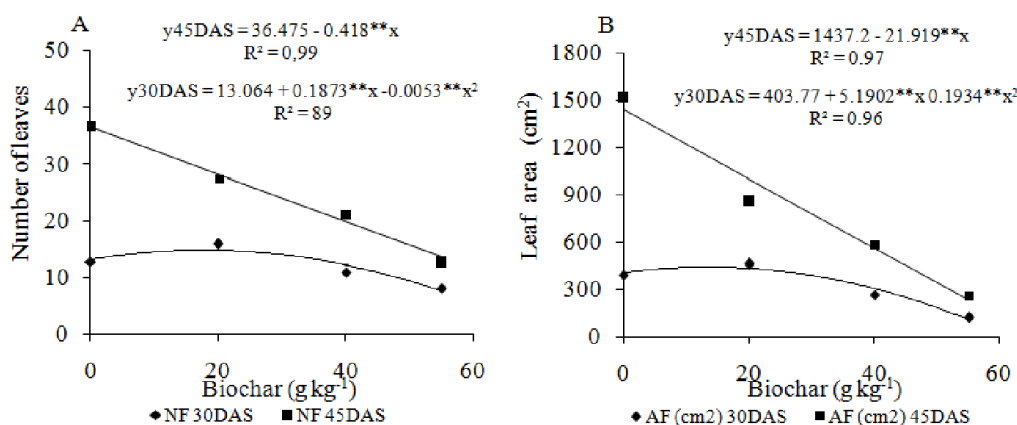 A
y45DAS = 36.475 - 0.418**x
R² = 0,99
y30DAS = 13.064 + 0.1873**x -0.0053**x²
R² = 89
Number of leaves
50
40
30
20
10
0
0 20 40 60
Biochar (g kg⁻¹)
NF 30DAS NF 45DAS
B
y45DAS = 1437.2 - 21.919**x
R² = 0.97
y30DAS = 403.77 + 5.1902**x 0.1934**x²
R² = 0.96
Leaf area (cm²)
1800
1500
1200
900
600
300
0
0 20 40 60
Biochar (g kg⁻¹)
AF (cm2) 30DAS AF (cm2) 45DAS